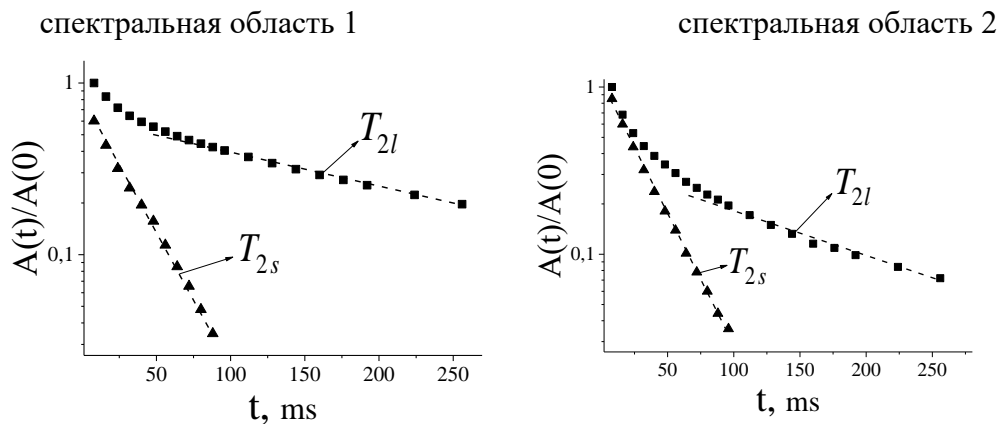 спектральная область 1
спектральная область 2
A(t)/A(0)
1
0,1
T2l
T2s
50 100 150 200 250
t, ms
A(t)/A(0)
1
0,1
T2l
T2s
50 100 150 200 250
t, ms